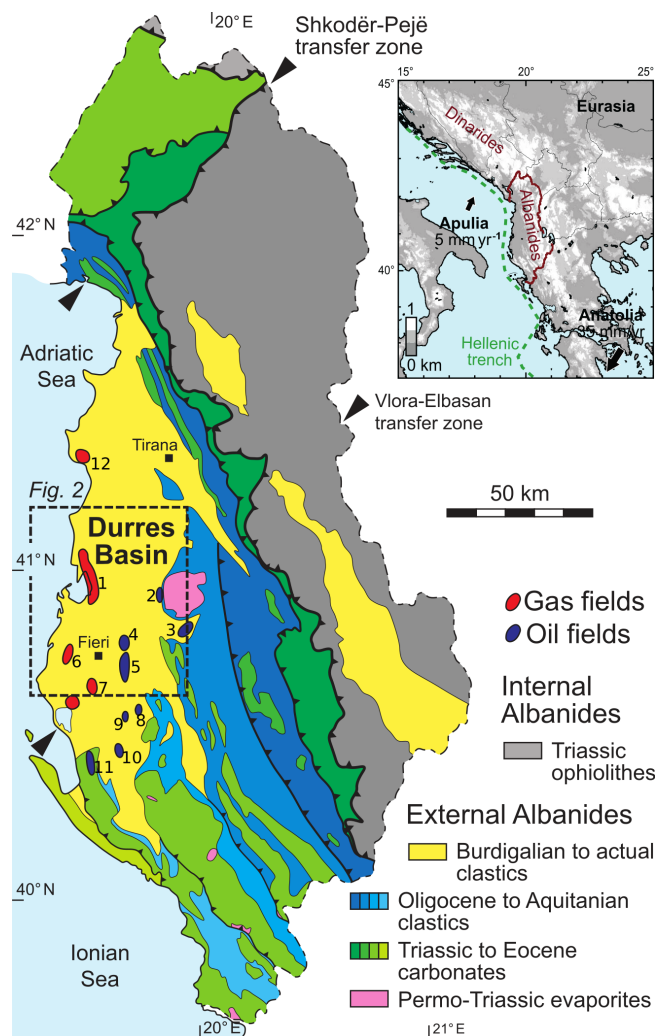 20°E
Shkodër-Pejë
transfer zone
15°
20°
25°
45°
Eurasia
Dinarides
Albanides
Apulia
5 mm yr-1
40°
Anatolia
35 mm/yr
1
0 km
Hellenic
trench
42°N
Adriatic
Sea
Vlora-Elbasan
transfer zone
Tirana
12
Fig. 2
50 km
Durres
Basin
41°N
1
2
3
4
Fieri
5
6
7
8
9
10
11
Gas fields
Oil fields
Internal
Albanides
Triassic
ophiolithes
External Albanides
Burdigalian to actual
clastics
40°N
Oligocene to Aquitanian
clastics
Triassic to Eocene
carbonates
Permo-Triassic evaporites
Ionian
Sea
20°E
21°E